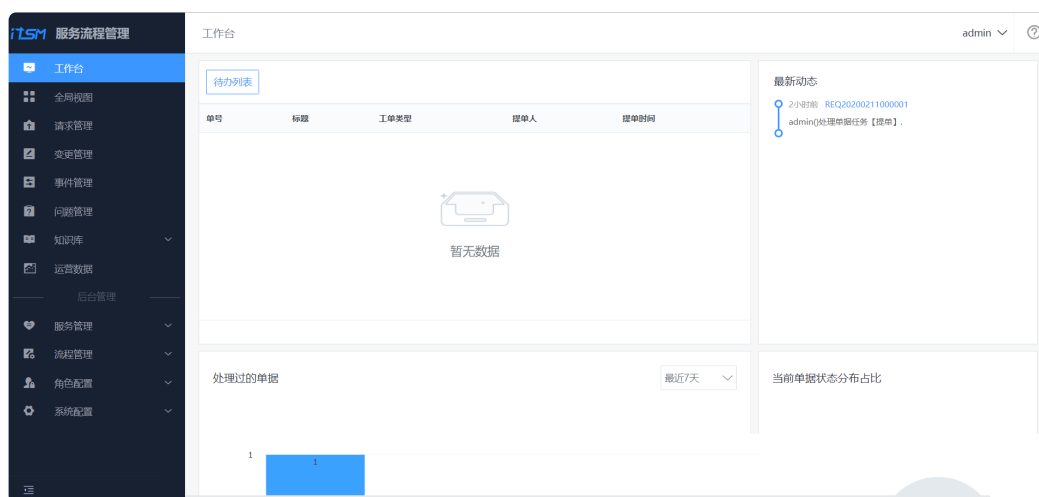 iTSM 服务流程管理
工作台
admin
工作台
全局视图
请求管理
变更管理
事件管理
问题管理
知识库
运营数据
后台管理
服务管理
流程管理
角色配置
系统配置
待办列表
单号 标题 工单类型 提单人 提单时间
暂无数据
最新动态
2小时前 REQ20200211000001
admin()处理单据任务【提单】.
处理过的单据
最近7天
1
1
当前单据状态分布占比